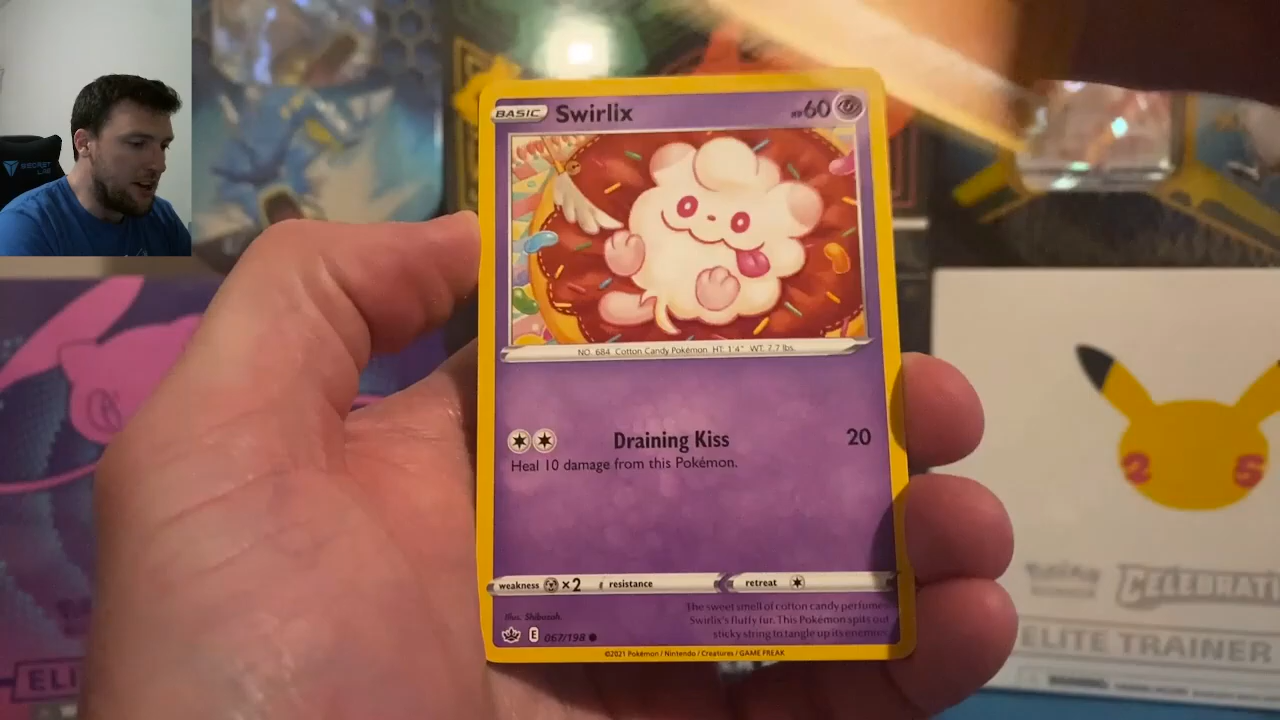 SECRET
LAB
BASIC Swirlix HP60
NO. 684 Cotton Candy Pokémon HT: 1'4" WT: 7.7 lbs.
Draining Kiss 20
Heal 10 damage from this Pokémon.
weakness ×2 resistance retreat
Illus. Shibuzoh.
The sweet smell of cotton candy perfumes
Swirlix's fluffy fur. This Pokémon spits out
sticky string to tangle up its enemies.
E 067/198
©2021 Pokémon / Nintendo / Creatures / GAME FREAK
25
CELEBRATI
ELITE TRAINER
ELI